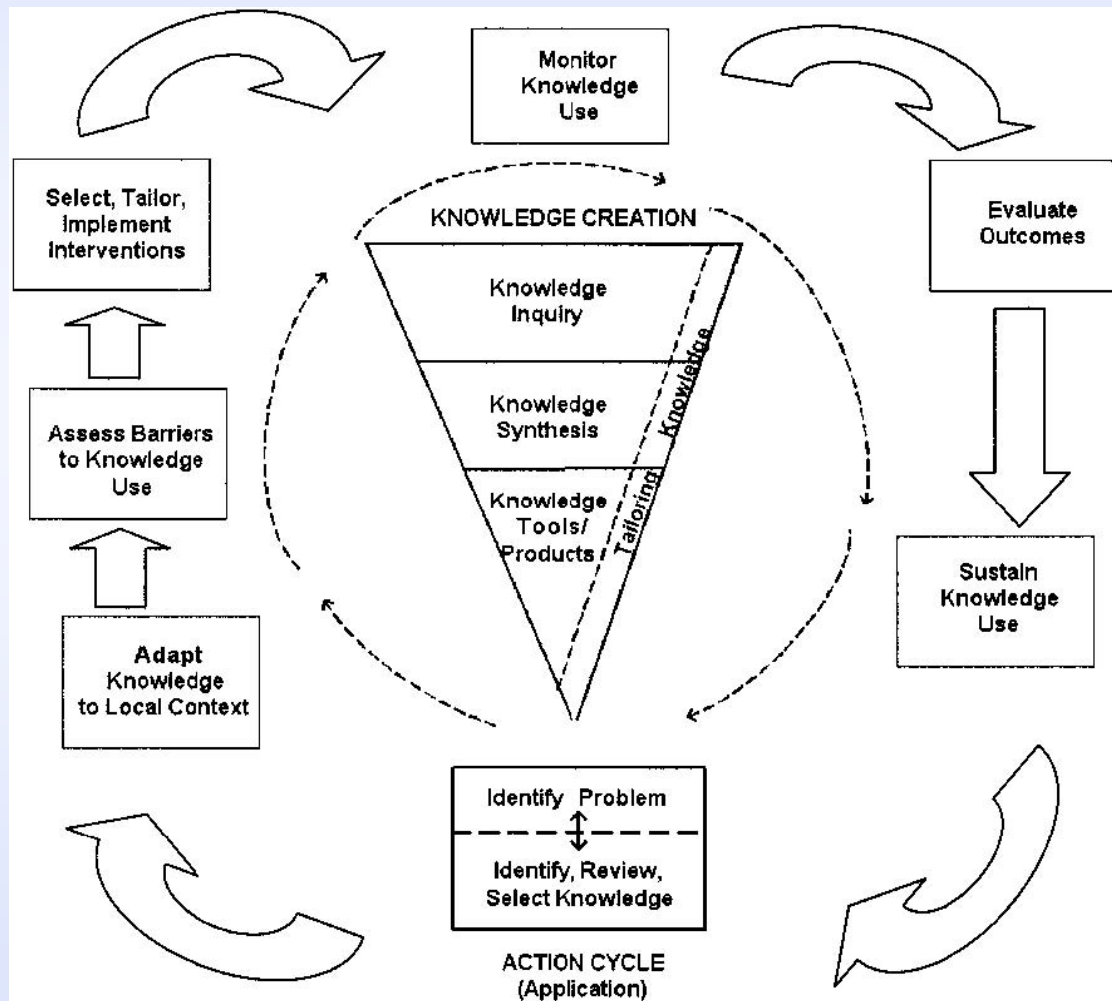 Monitor
Knowledge
Use
Select, Tailor,
Implement
Interventions
Evaluate
Outcomes
KNOWLEDGE CREATION
Knowledge
Inquiry
Knowledge
Synthesis
Knowledge
Tools/
Products
Tailoring Knowledge
Assess Barriers
to Knowledge
Use
Sustain
Knowledge
Use
Adapt
Knowledge
to Local Context
Identify Problem
Identify, Review,
Select Knowledge
ACTION CYCLE
(Application)